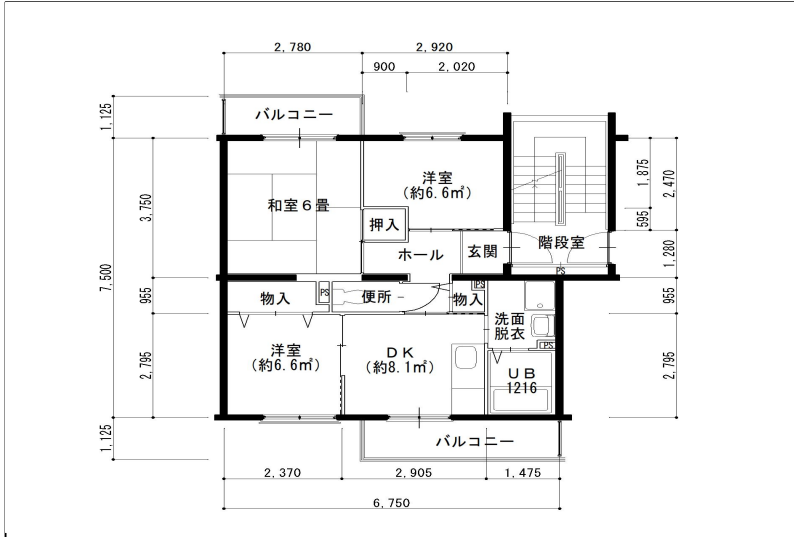 2,780
2,920
900
2,020
1,125
バルコニー
3,750
7,500
955
2,795
1,125
和室6畳
洋室
(約6.6㎡)
押入
ホール
玄関
階段室
PS
1,875
595
2,470
1,280
955
2,795
物入
PS
便所
物入
PS
洗面
脱衣
PS
洋室
(約6.6㎡)
DK
(約8.1㎡)
UB
1216
バルコニー
2,370
2,905
1,475
6,750